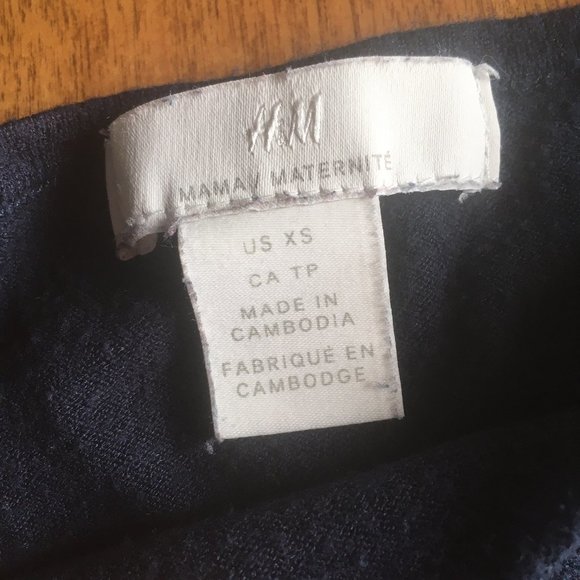 H&M
MAMA/ MATERNITÉ
US XS
CA TP
MADE IN
CAMBODIA
FABRIQUÉ EN
CAMBODGE